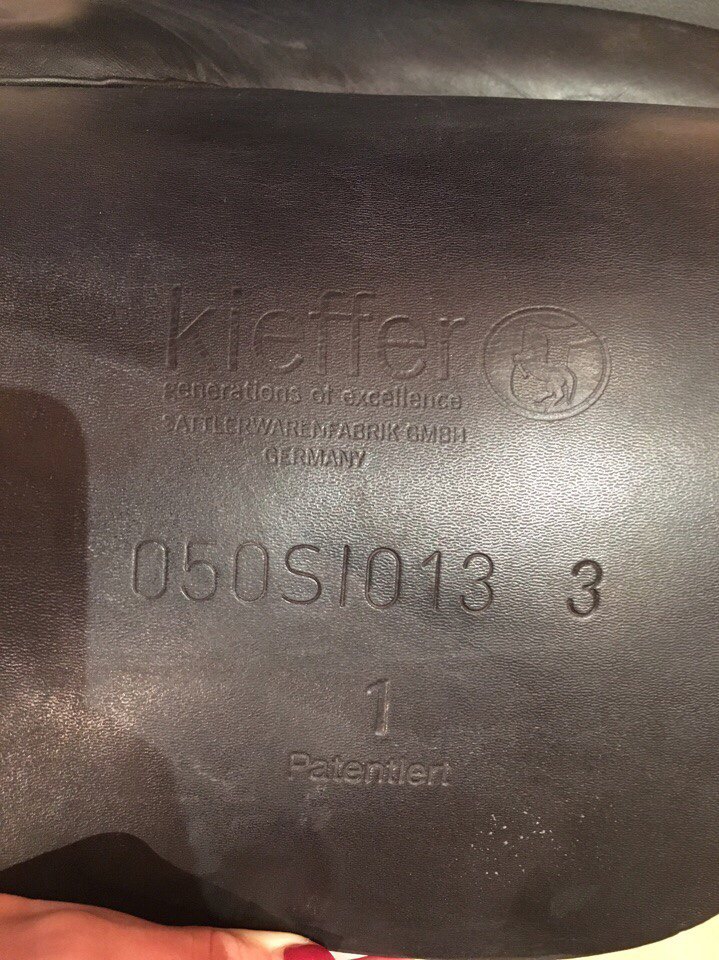 kieffer
generations of excellence
SATTLERWARENFABRIK GMBH
GERMANY
050SI013 3
1
Patentiert